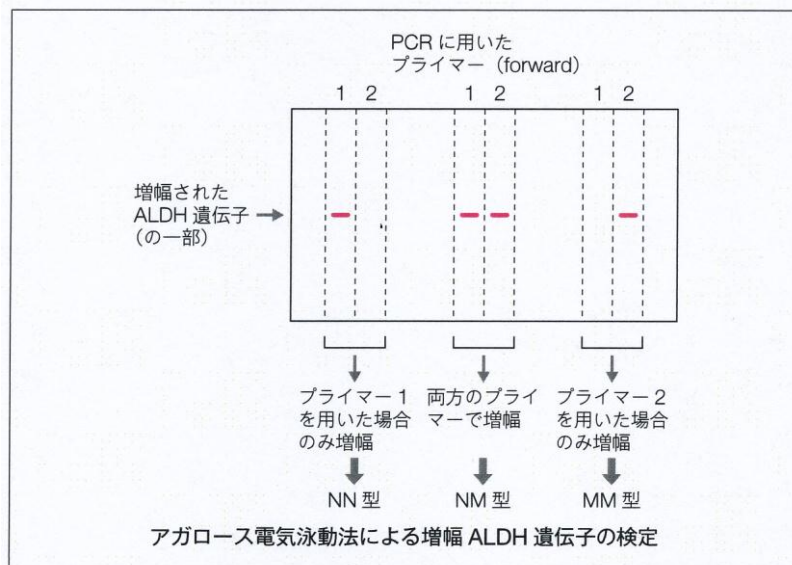 PCR に用いた
プライマー（forward）
1 2 1 2 1 2
増幅された
ALDH 遺伝子
（の一部）
プライマー 1
を用いた場合
のみ増幅
両方のプライ
マーで増幅
プライマー 2
を用いた場合
のみ増幅
NN 型 NM 型 MM 型
アガロース電気泳動法による増幅 ALDH 遺伝子の検定